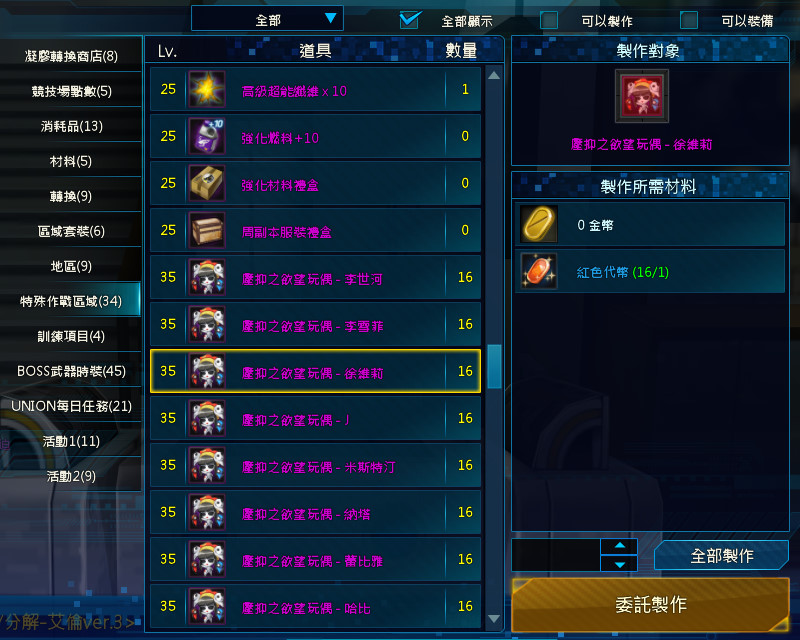 全部
全部顯示
可以製作
可以裝備
凝膠轉換商店(8)
競技場點數(5)
消耗品(13)
材料(5)
轉換(9)
區域套裝(6)
地區(9)
特殊作戰區域(34)
訓練項目(4)
BOSS武器時裝(45)
UNION每日任務(21)
活動1(11)
活動2(9)
Lv. 道具 數量
25 高級超能纖維 x 10 1
25 +10 強化燃料+10 0
25 強化材料禮盒 0
25 周副本服裝禮盒 0
35 壓抑之欲望玩偶 - 李世河 16
35 壓抑之欲望玩偶 - 李雪菲 16
35 壓抑之欲望玩偶 - 徐維莉 16
35 壓抑之欲望玩偶 - J 16
35 壓抑之欲望玩偶 - 米斯特汀 16
35 壓抑之欲望玩偶 - 納塔 16
35 壓抑之欲望玩偶 - 蕾比雅 16
35 壓抑之欲望玩偶 - 哈比 16
製作對象
壓抑之欲望玩偶 - 徐維莉
製作所需材料
0 金幣
紅色代幣 (16/1)
全部製作
委託製作
/分解-艾倫ver.3>